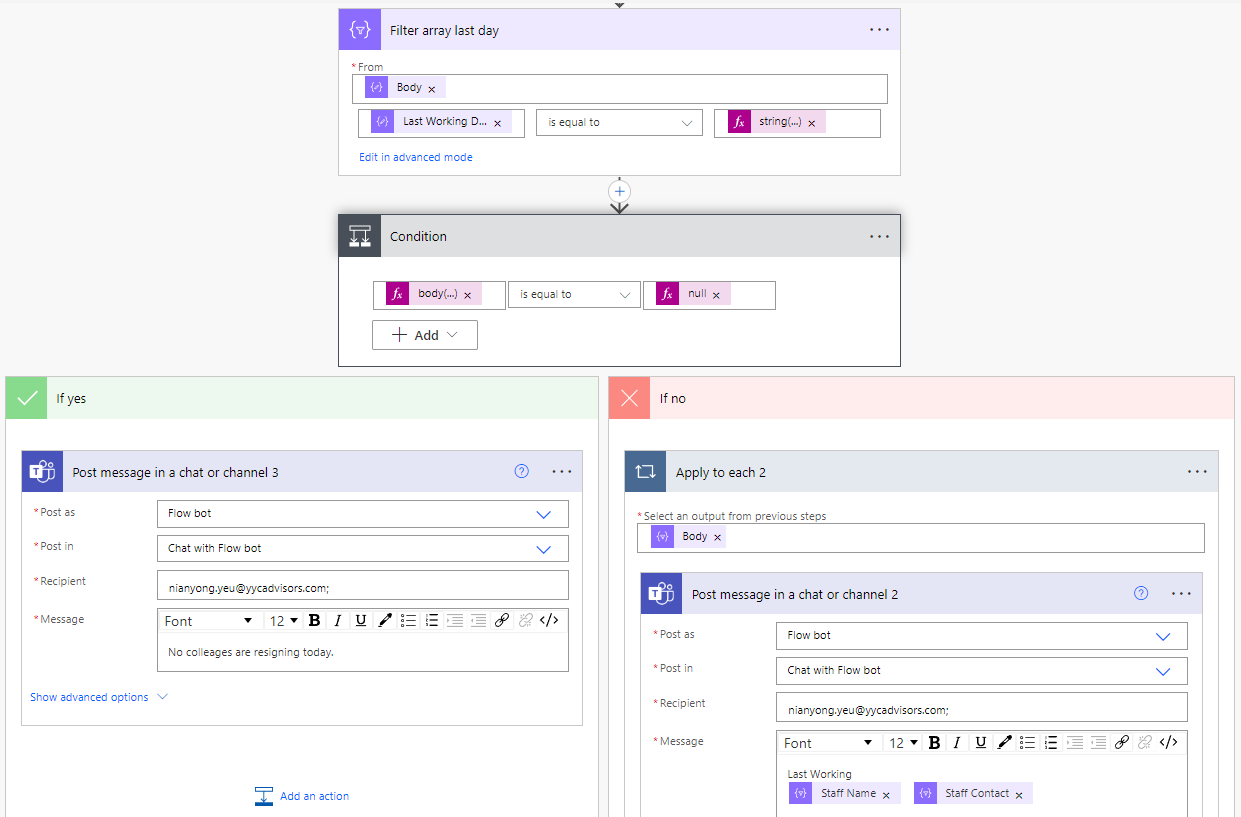 Filter array last day
* From
Body ×
Last Working D... ×
is equal to
fx string(...) ×
Edit in advanced mode
Condition
fx body(...) ×
is equal to
fx null ×
+ Add
If yes
Post message in a chat or channel 3
* Post as
Flow bot
* Post in
Chat with Flow bot
* Recipient
nianyong.yeu@yycadvisors.com;
* Message
Font 12 B I U </>
No colleages are resigning today.
Show advanced options
Add an action
If no
Apply to each 2
* Select an output from previous steps
Body ×
Post message in a chat or channel 2
* Post as
Flow bot
* Post in
Chat with Flow bot
* Recipient
nianyong.yeu@yycadvisors.com;
* Message
Font 12 B I U </>
Last Working
Staff Name × Staff Contact ×